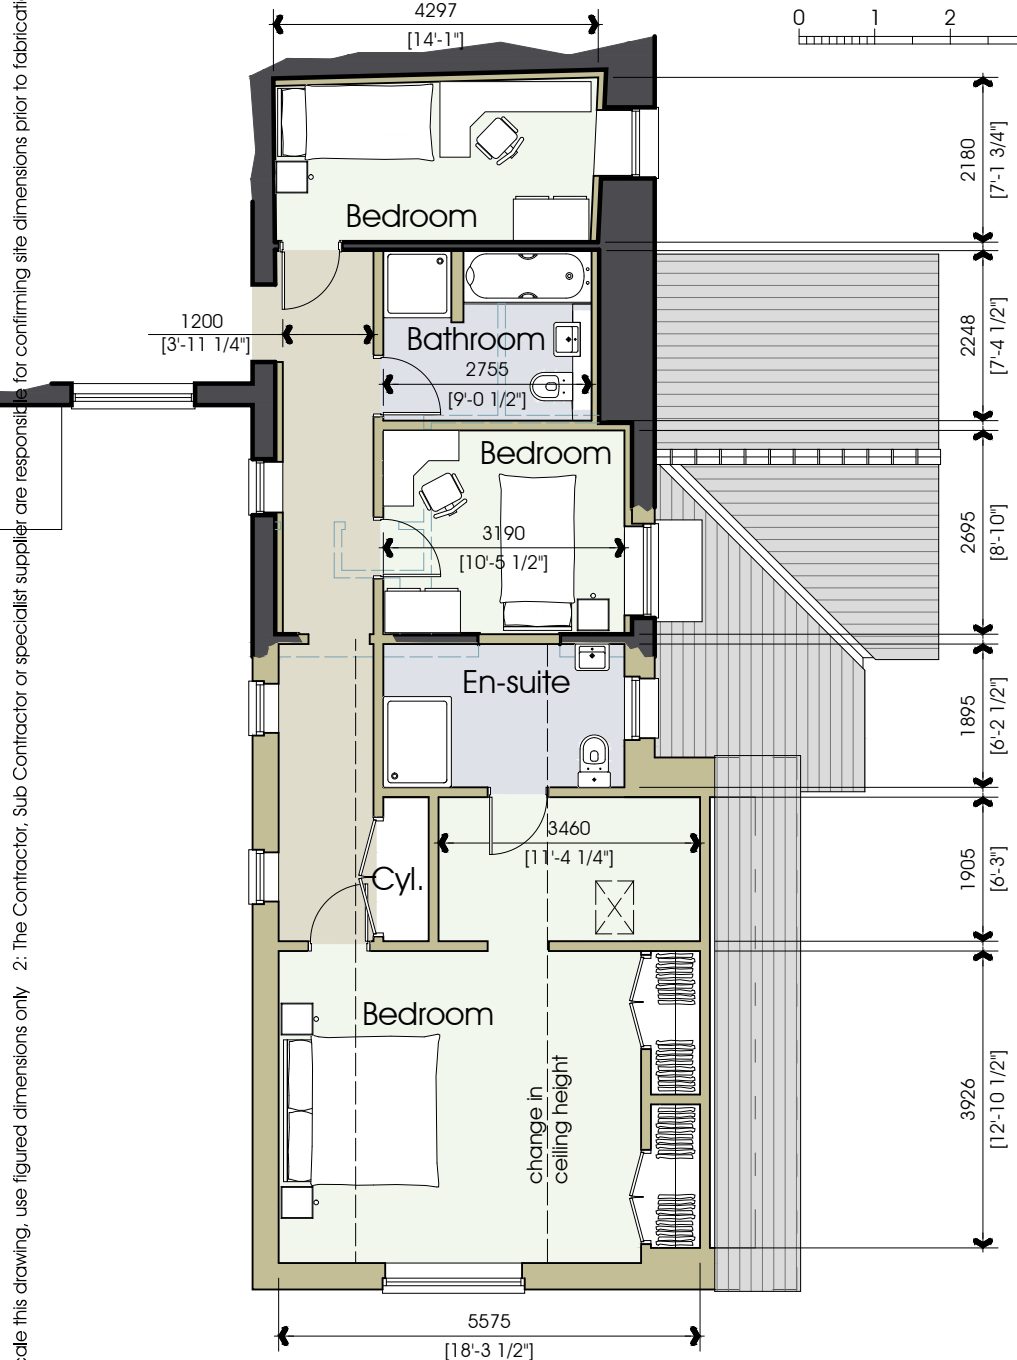 4297
[14'-1"]
0 1 2
Bedroom
2180
[7'-1 3/4"]
1200
[3'-11 1/4"]
Bathroom
2755
[9'-0 1/2"]
2248
[7'-4 1/2"]
Bedroom
3190
[10'-5 1/2"]
2695
[8'-10"]
En-suite
1895
[6'-2 1/2"]
3460
[11'-4 1/4"]
Cyl.
1905
[6'-3"]
Bedroom
change in
ceiling height
3926
[12'-10 1/2"]
5575
[18'-3 1/2"]
cale this drawing, use figured dimensions only 2: The Contractor, Sub Contractor or specialist supplier are responsible for confirming site dimensions prior to fabricati